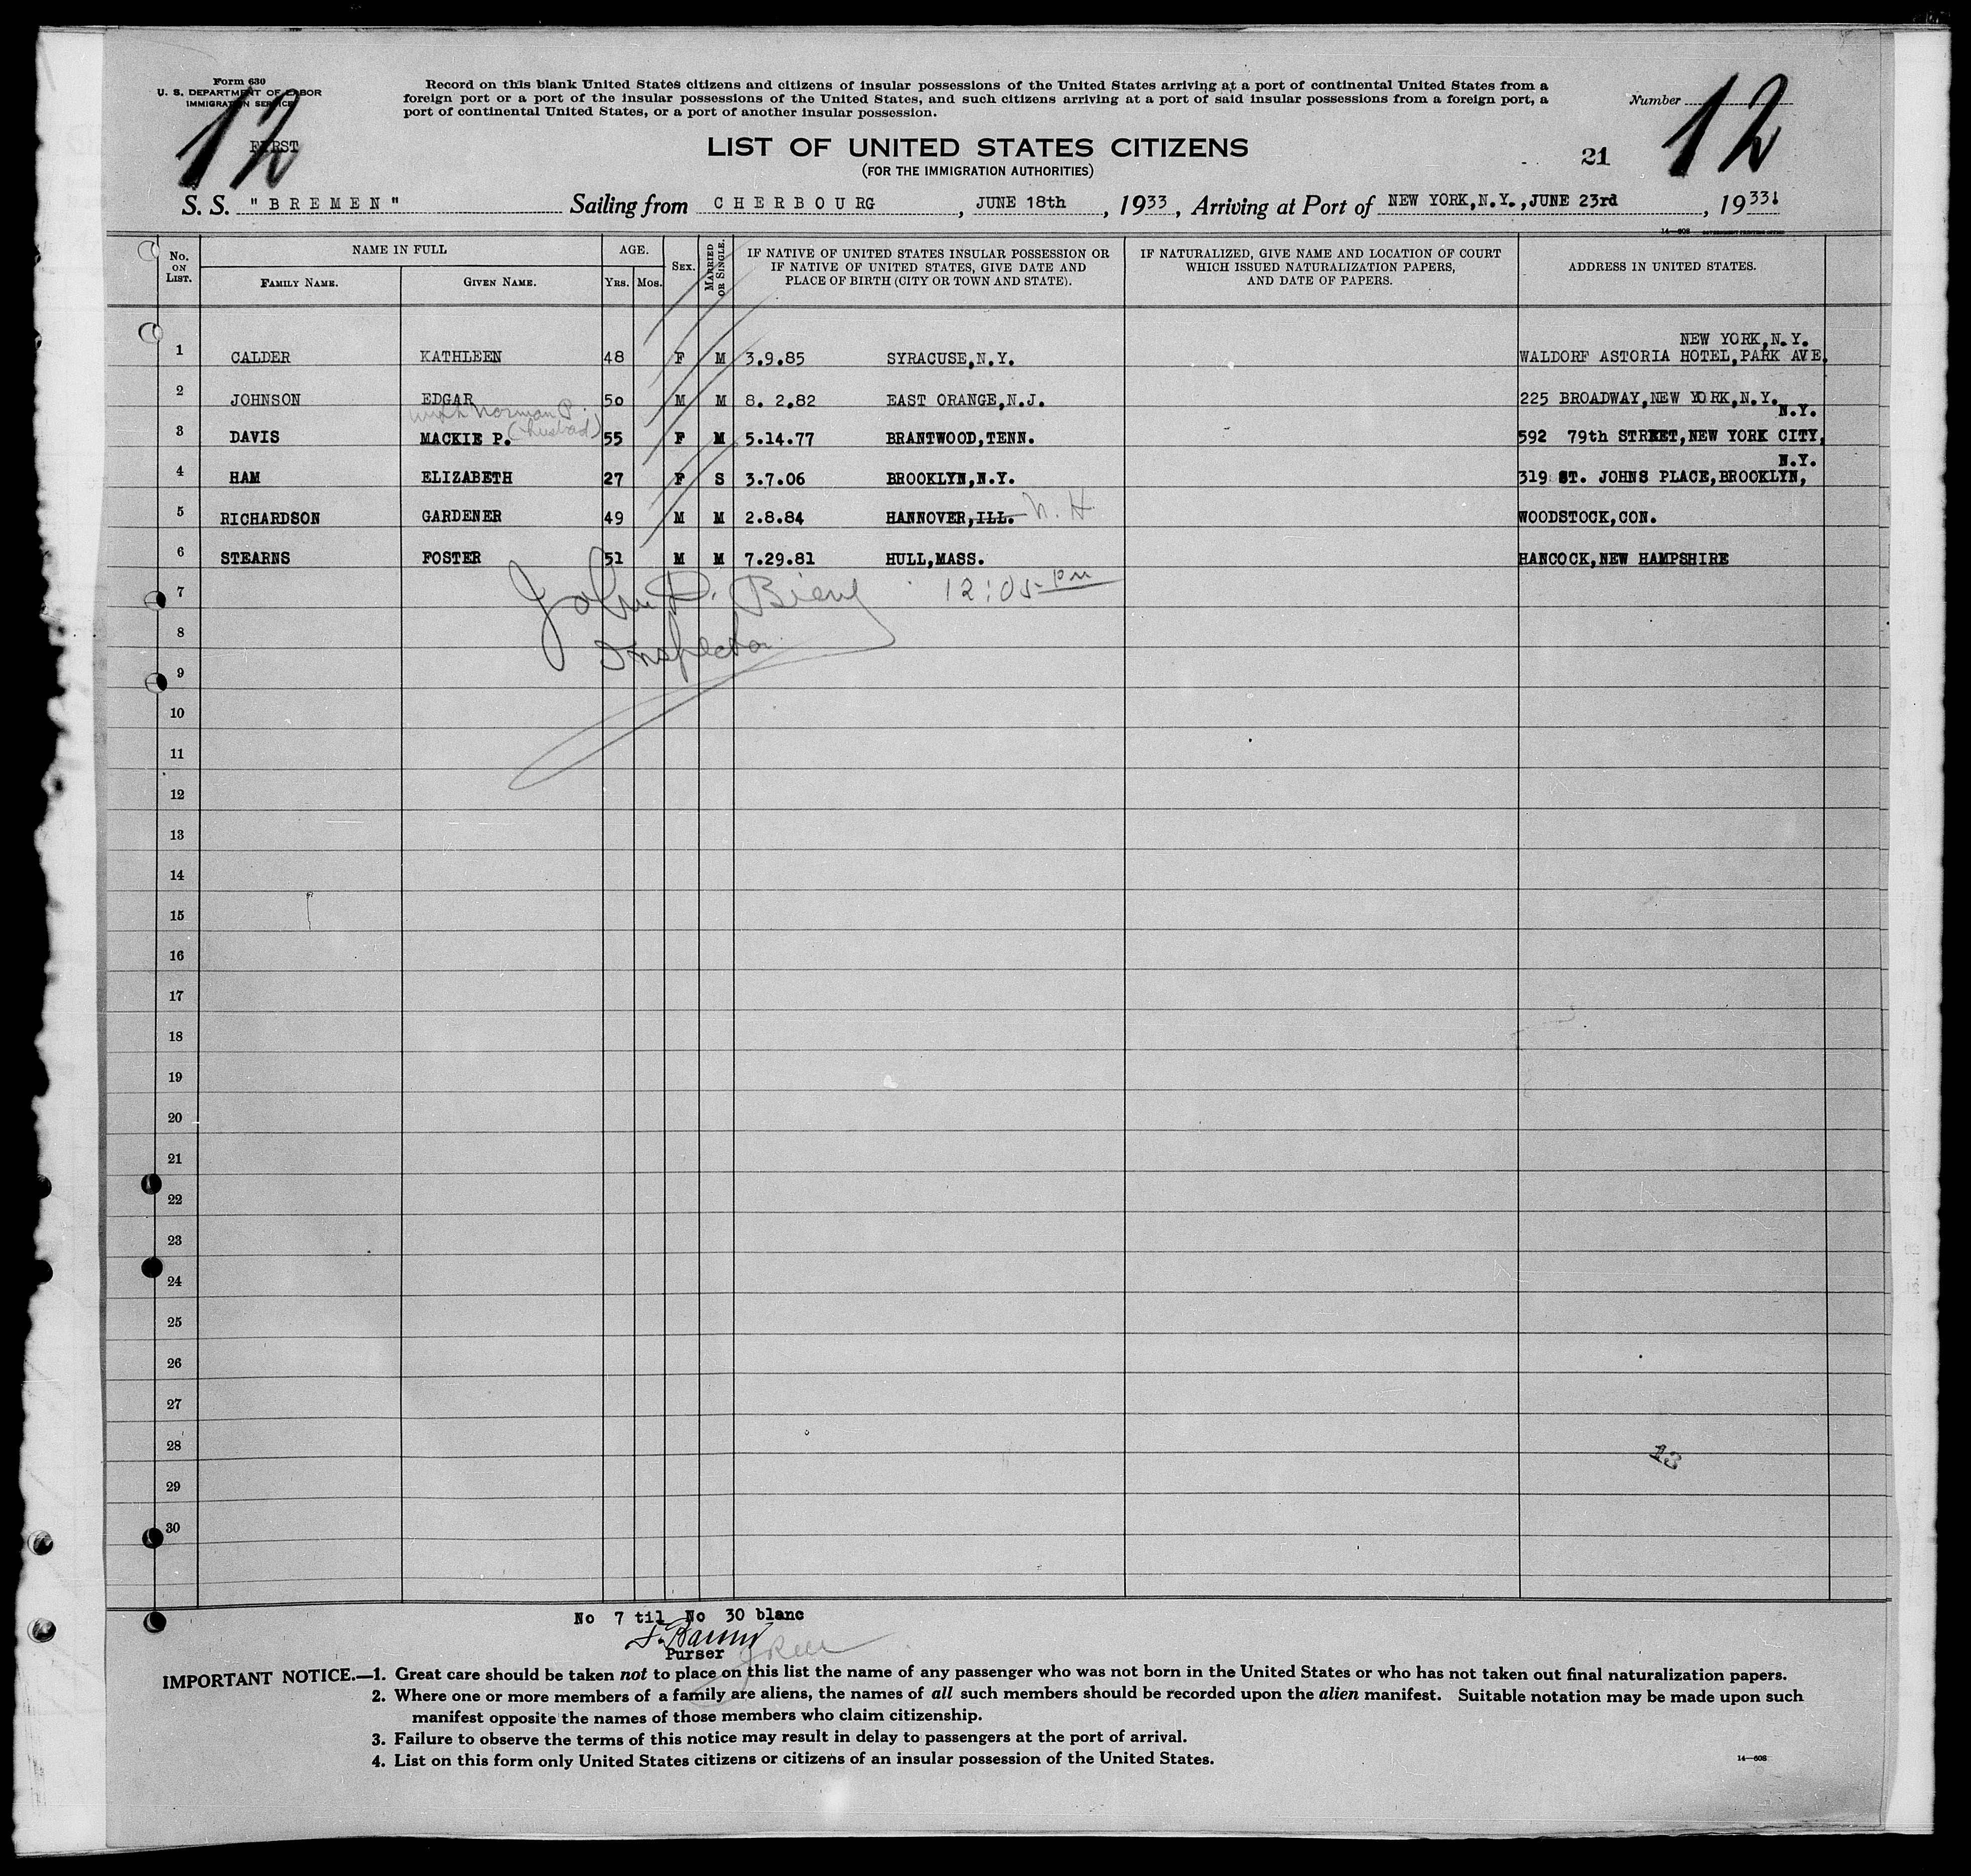 Form 630
U. S. DEPARTMENT OF LABOR
IMMIGRATION SERVICE
Record on this blank United States citizens and citizens of insular possessions of the United States arriving at a port of continental United States from a
foreign port or a port of the insular possessions of the United States, and such citizens arriving at a port of said insular possessions from a foreign port, a
port of continental United States, or a port of another insular possession.
Number
12
12
FIRST
LIST OF UNITED STATES CITIZENS
21
(FOR THE IMMIGRATION AUTHORITIES)
S. S. "BREMEN" Sailing from CHERBOURG, JUNE 18th, 1933, Arriving at Port of NEW YORK,N.Y.,JUNE 23rd, 1933
14—608 GOVERNMENT PRINTING OFFICE
No. ON LIST. NAME IN FULL FAMILY NAME. GIVEN NAME. AGE. YRS. MOS. SEX. MARRIED OR SINGLE. IF NATIVE OF UNITED STATES INSULAR POSSESSION OR IF NATIVE OF UNITED STATES, GIVE DATE AND PLACE OF BIRTH (CITY OR TOWN AND STATE). IF NATURALIZED, GIVE NAME AND LOCATION OF COURT WHICH ISSUED NATURALIZATION PAPERS, AND DATE OF PAPERS. ADDRESS IN UNITED STATES.
NEW YORK,N.Y.
1 CALDER KATHLEEN 48 F M 3.9.85 SYRACUSE,N.Y. WALDORF ASTORIA HOTEL,PARK AVE.
2 JOHNSON EDGAR 50 M M 8. 2.82 EAST ORANGE,N.J. 225 BROADWAY,NEW YORK,N.Y.
with Norman P. N.Y.
(husbad)
3 DAVIS MACKIE P. 55 F M 5.14.77 BRANTWOOD,TENN. 592 79th STREET,NEW YORK CITY,
N.Y.
4 HAM ELIZABETH 27 F S 3.7.06 BROOKLYN,N.Y. 319 ST. JOHNS PLACE,BROOKLYN,
5 RICHARDSON GARDENER 49 M M 2.8.84 HANNOVER,ILL. N. H WOODSTOCK,CON.
6 STEARNS FOSTER 51 M M 7.29.81 HULL,MASS. HANCOCK,NEW HAMPSHIRE
7
John P. 12:05 pm
8
Inspector
9
10
11
12
13
14
15
16
17
18
19
20
21
22
23
24
25
26
27
28
13
29
30
No 7 til No 30 blanc
Purser
IMPORTANT NOTICE.—1. Great care should be taken not to place on this list the name of any passenger who was not born in the United States or who has not taken out final naturalization papers.
2. Where one or more members of a family are aliens, the names of all such members should be recorded upon the alien manifest. Suitable notation may be made upon such
manifest opposite the names of those members who claim citizenship.
3. Failure to observe the terms of this notice may result in delay to passengers at the port of arrival.
4. List on this form only United States citizens or citizens of an insular possession of the United States.
14—608